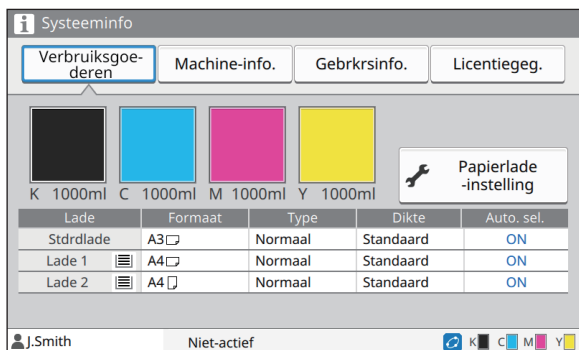 i Systeeminfo
Verbruiksgoe-
deren
Machine-info.
Gebrkrsinfo.
Licentiegeg.
K 1000ml C 1000ml M 1000ml Y 1000ml
Papierlade
-instelling
Lade Formaat Type Dikte Auto. sel.
Stdrdlade A3 Normaal Standaard ON
Lade 1 A4 Normaal Standaard ON
Lade 2 A4 Normaal Standaard ON
J.Smith Niet-actief K C M Y